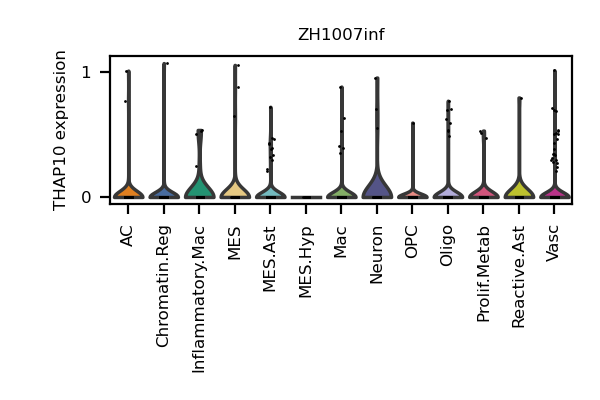 ZH1007inf
THAP10 expression
1
0
AC
Chromatin.Reg
Inflammatory.Mac
MES
MES.Ast
MES.Hyp
Mac
Neuron
OPC
Oligo
Prolif.Metab
Reactive.Ast
Vasc